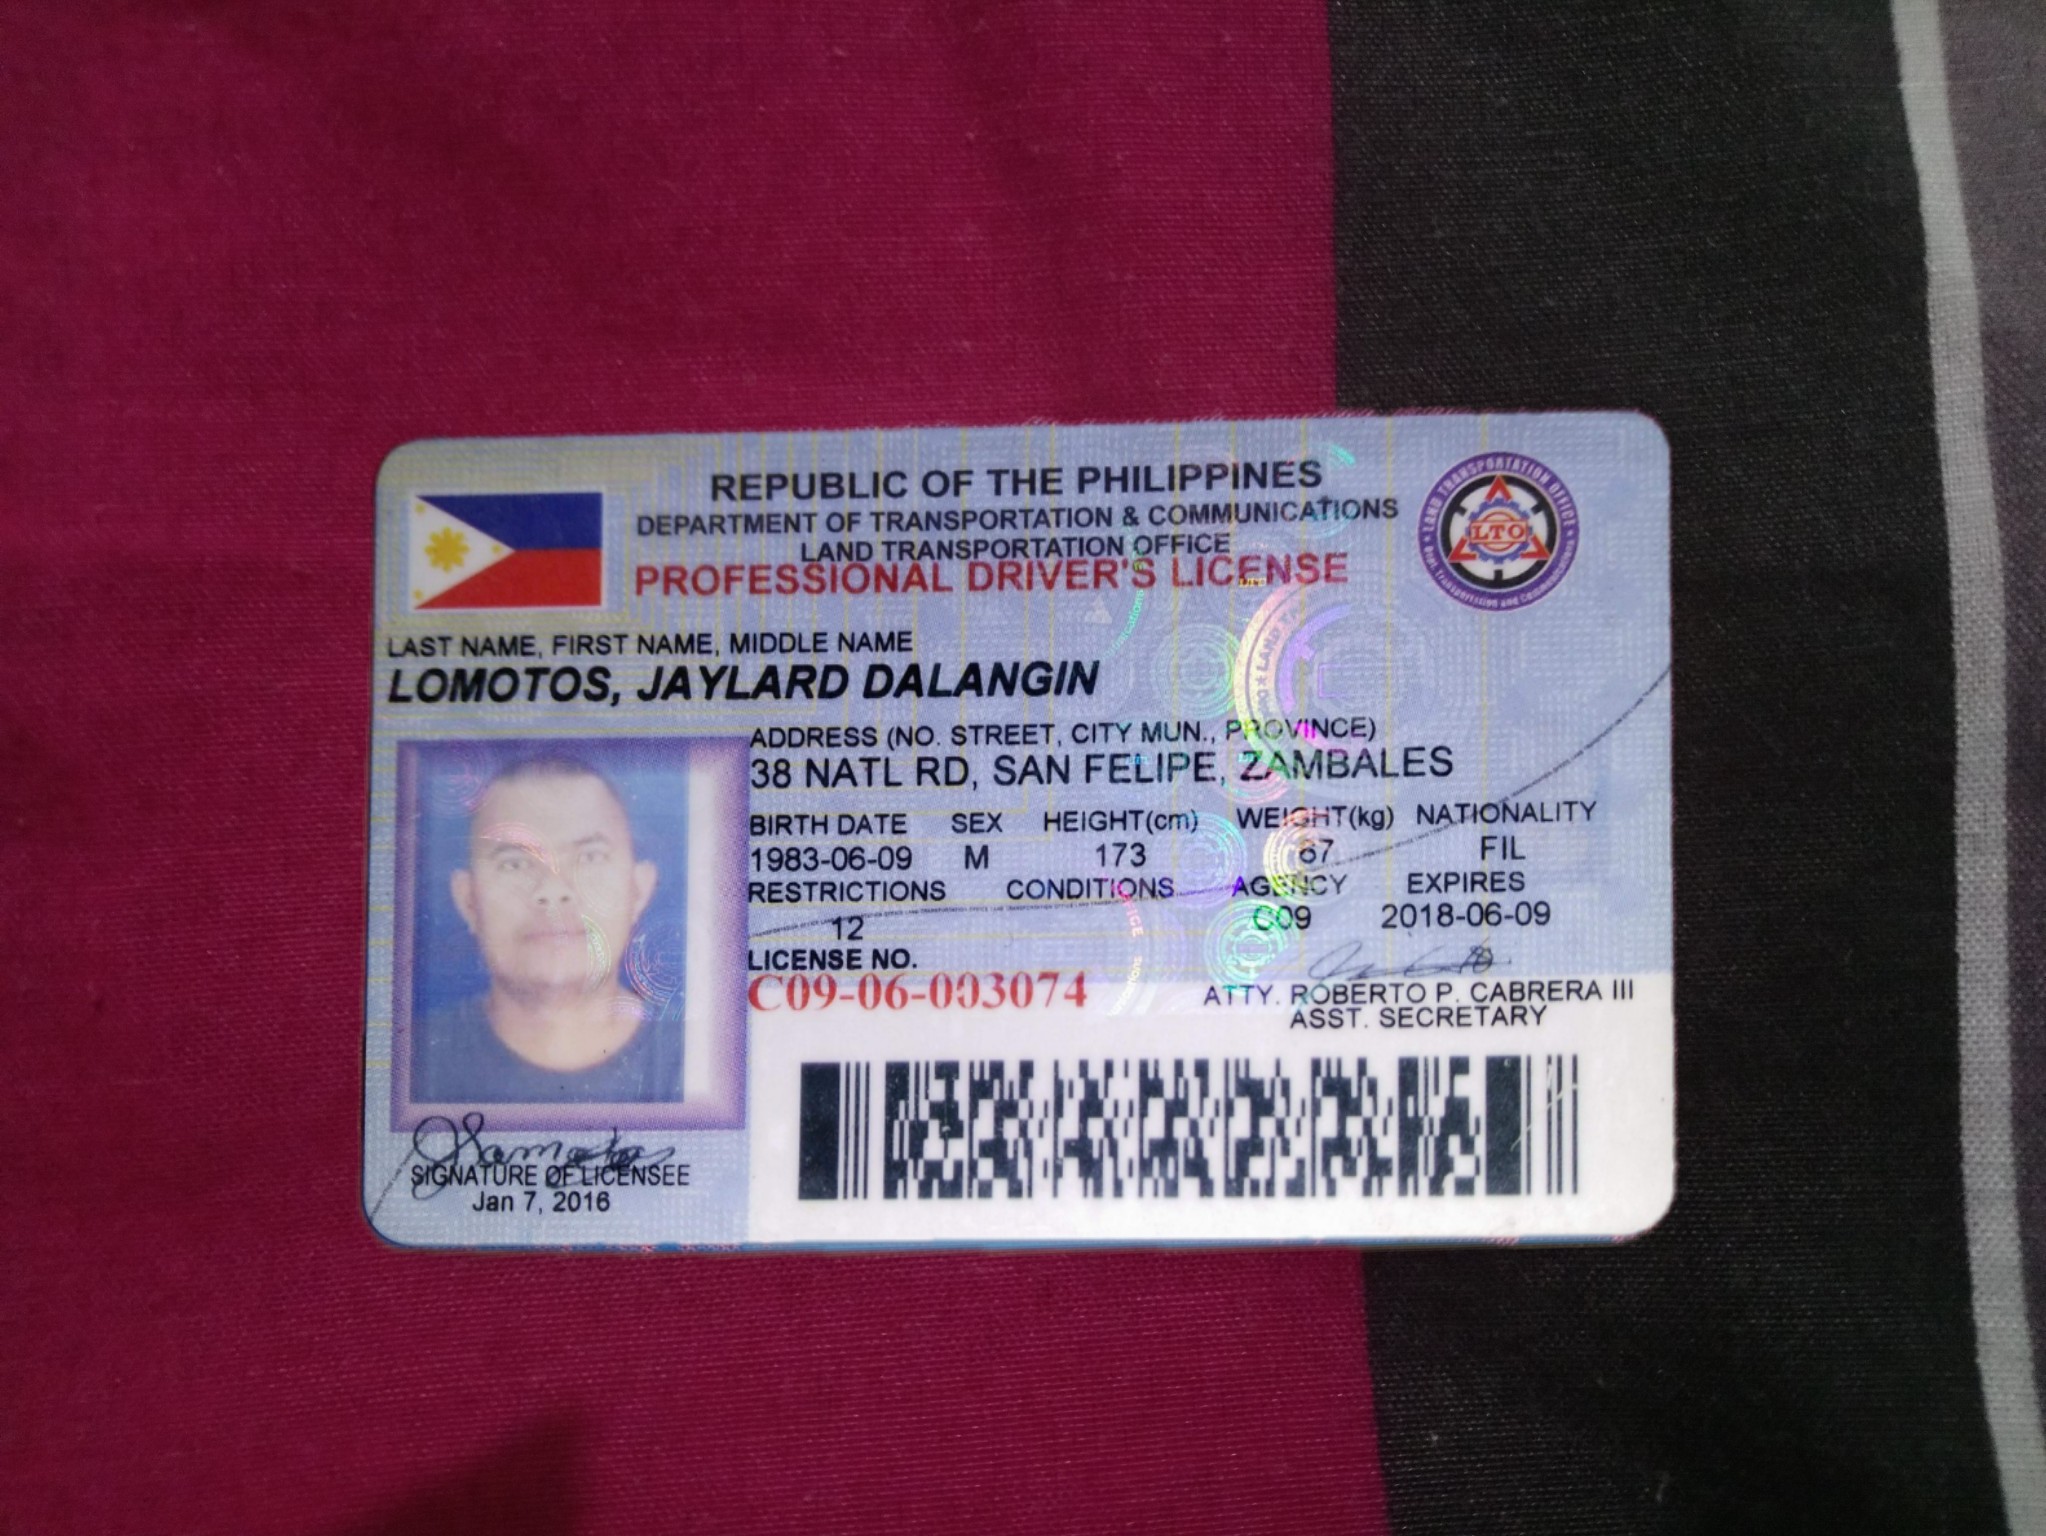 REPUBLIC OF THE PHILIPPINES
DEPARTMENT OF TRANSPORTATION & COMMUNICATIONS
LAND TRANSPORTATION OFFICE
PROFESSIONAL DRIVER'S LICENSE
LAND TRANSPORTATION OFFICE
LTO
LAST NAME, FIRST NAME, MIDDLE NAME
LOMOTOS, JAYLARD DALANGIN
ADDRESS (NO. STREET, CITY MUN., PROVINCE)
38 NATL RD, SAN FELIPE, ZAMBALES
BIRTH DATE SEX HEIGHT(cm) WEIGHT(kg) NATIONALITY
1983-06-09 M 173 67 FIL
RESTRICTIONS CONDITIONS AGENCY EXPIRES
12 C09 2018-06-09
LICENSE NO.
C09-06-003074
ATTY. ROBERTO P. CABRERA III
ASST. SECRETARY
SIGNATURE OF LICENSEE
Jan 7, 2016